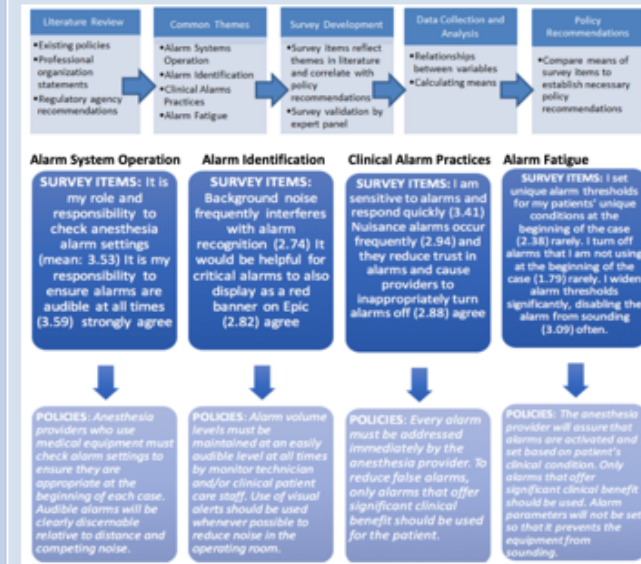 Literature Review
•Existing policies
•Professional
organization
statements
•Regulatory agency
recommendations
Common Themes
•Alarm Systems
Operation
•Alarm Identification
•Clinical Alarms
Practices
•Alarm Fatigue
Survey Development
•Survey items reflect
themes in literature
and correlate with
policy
recommendations
•Survey validation by
expert panel
Data Collection and
Analysis
•Relationships
between variables
•Calculating means
Policy
Recommendations
•Compare means of
survey items to
establish necessary
policy
recommendations
Alarm System Operation
SURVEY ITEMS: It is
my role and
responsibility to
check anesthesia
alarm settings
(mean: 3.53) It is my
responsibility to
ensure alarms are
audible at all times
(3.59) strongly agree
Alarm Identification
SURVEY ITEMS:
Background noise
frequently interferes
with alarm
recognition (2.74) It
would be helpful for
critical alarms to also
display as a red
banner on Epic
(2.82) agree
Clinical Alarm Practices
SURVEY ITEMS: I am
sensitive to alarms and
respond quickly (3.41)
Nuisance alarms occur
frequently (2.94) and
they reduce trust in
alarms and cause
providers to
inappropriately turn
alarms off (2.88) agree
Alarm Fatigue
SURVEY ITEMS: I set
unique alarm thresholds
for my patients' unique
conditions at the
beginning of the case
(2.38) rarely. I turn off
alarms that I am not using
at the beginning of the
case (1.79) rarely. I widen
alarm thresholds
significantly, disabling the
alarm from sounding
(3.09) often.
POLICIES: Anesthesia
providers who use
medical equipment must
check alarm settings to
ensure they are
appropriate at the
beginning of each case.
Audible alarms will be
clearly discernable
relative to distance and
competing noise.
POLICIES: Alarm volume
levels must be
maintained at an easily
audible level at all times
by monitor technician
and/or clinical patient
care staff. Use of visual
alerts should be used
whenever possible to
reduce noise in the
operating room.
POLICIES: Every alarm
must be addressed
immediately by the
anesthesia provider. To
reduce false alarms,
only alarms that offer
significant clinical
benefit should be used
for the patient.
POLICIES: The anesthesia
provider will assure that
alarms are activated and
set based on patient's
clinical condition. Only
alarms that offer
significant clinical benefit
should be used. Alarm
parameters will not be set
so that it prevents the
equipment from
sounding.